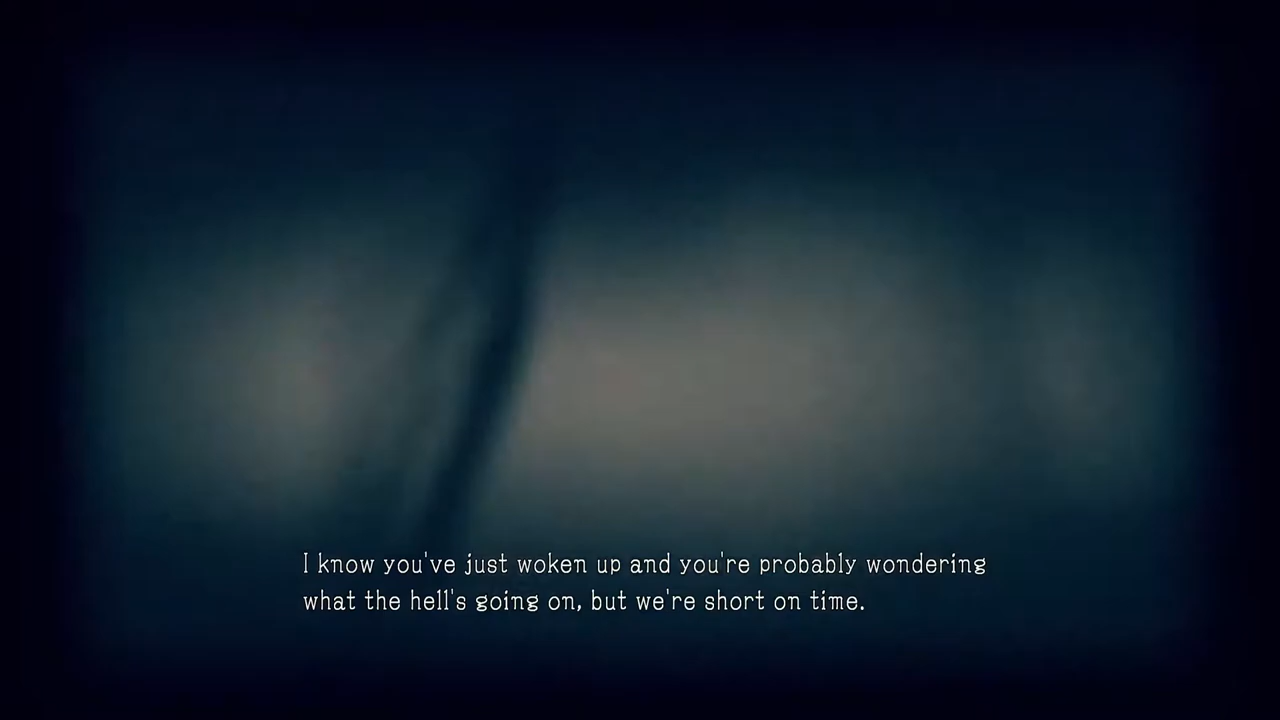 I know you've just woken up and you're probably wondering
what the hell's going on, but we're short on time.